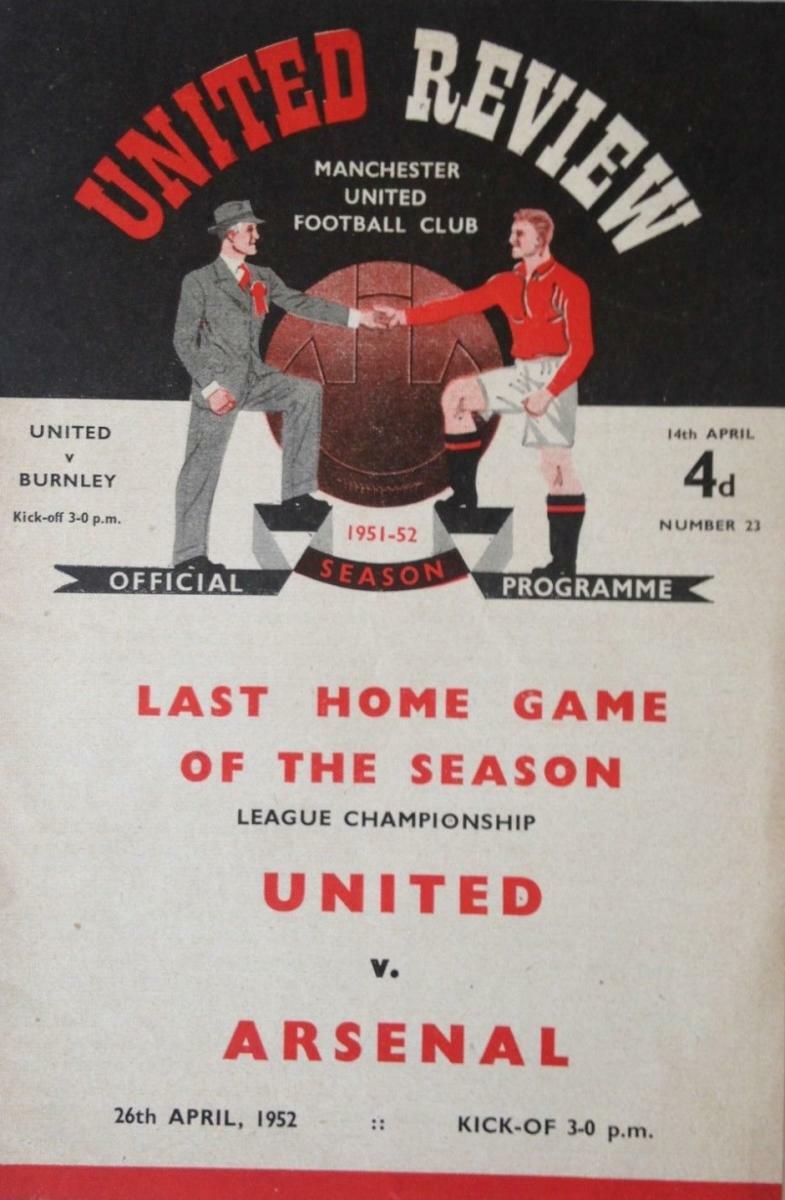 UNITED REVIEW
MANCHESTER
UNITED
FOOTBALL CLUB
UNITED
v
BURNLEY
Kick-off 3-0 p.m.
14th APRIL
4d
NUMBER 23
1951-52
OFFICIAL SEASON PROGRAMME
LAST HOME GAME
OF THE SEASON
LEAGUE CHAMPIONSHIP
UNITED
v.
ARSENAL
26th APRIL, 1952 :: KICK-OF 3-0 p.m.